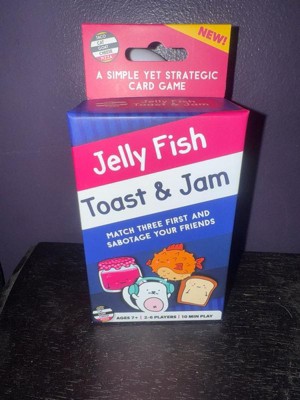 NEW!
A SIMPLE YET STRATEGIC
CARD GAME
Jelly Fish
Toast & Jam
Jelly Fish
Toast & Jam
MATCH THREE FIRST AND
SABOTAGE YOUR FRIENDS
AGES 7+ | 2-6 PLAYERS | 10 MIN PLAY